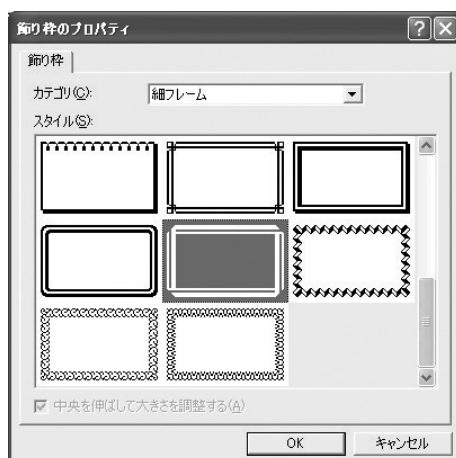 飾り枠のプロパティ
飾り枠
カテゴリ(C):
細フレーム
スタイル(S):
中央を伸ばして大きさを調整する(A)
OK
キャンセル